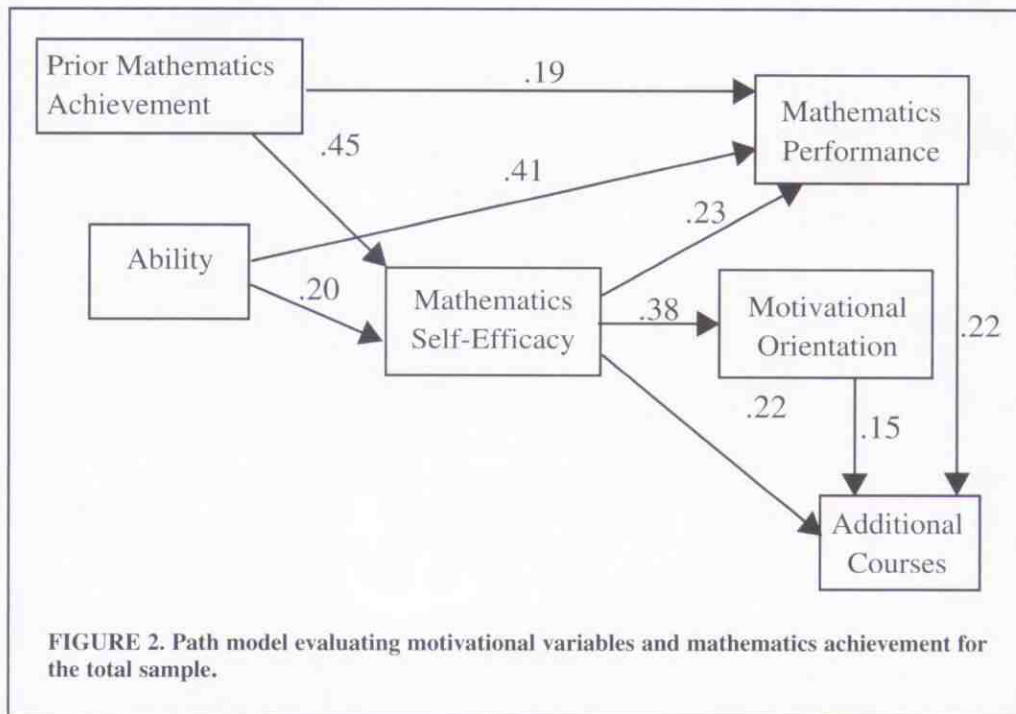 Prior Mathematics
Achievement
.19
Mathematics
Performance
.45
.41
.23
Ability
.20
Mathematics
Self-Efficacy
.38
Motivational
Orientation
.22
.22
.15
Additional
Courses
FIGURE 2. Path model evaluating motivational variables and mathematics achievement for
the total sample.